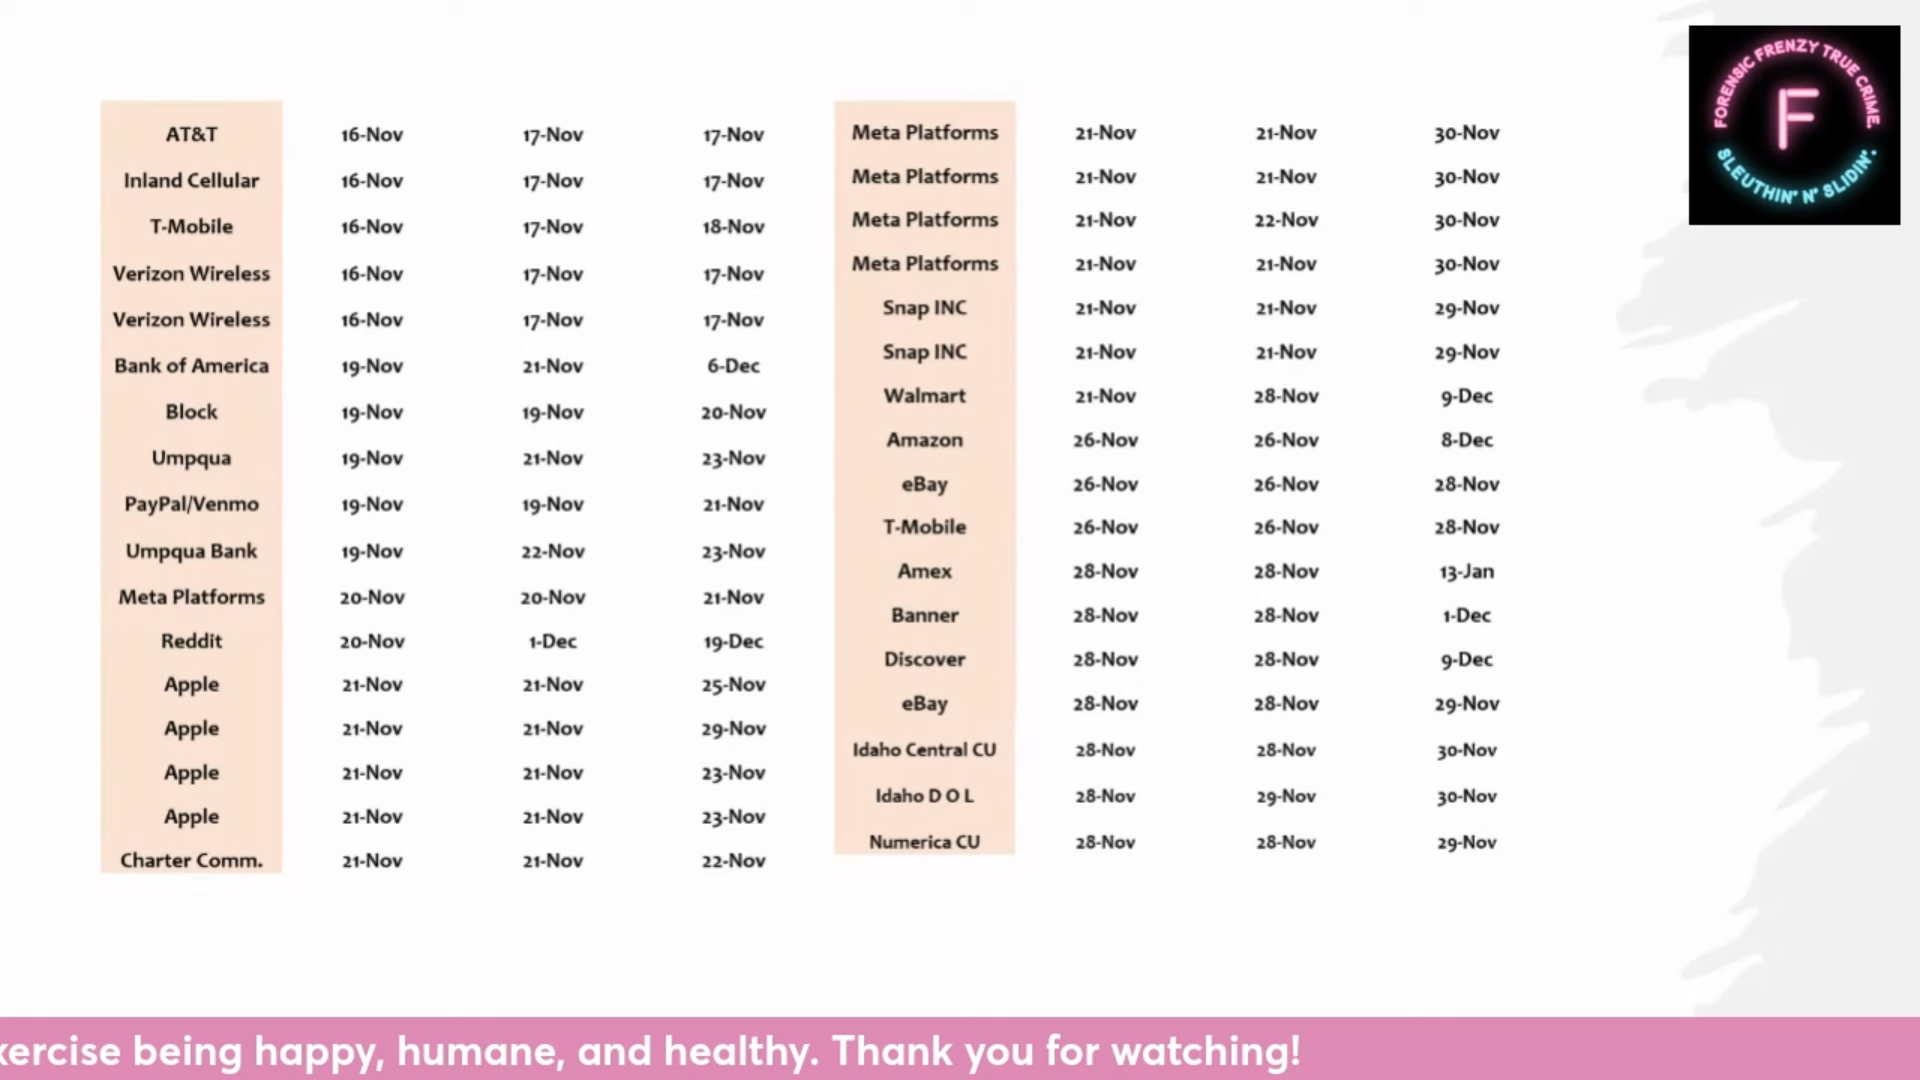 AT&T 16-Nov 17-Nov 17-Nov
Inland Cellular 16-Nov 17-Nov 17-Nov
T-Mobile 16-Nov 17-Nov 18-Nov
Verizon Wireless 16-Nov 17-Nov 17-Nov
Verizon Wireless 16-Nov 17-Nov 17-Nov
Bank of America 19-Nov 21-Nov 6-Dec
Block 19-Nov 19-Nov 20-Nov
Umpqua 19-Nov 21-Nov 23-Nov
PayPal/Venmo 19-Nov 19-Nov 21-Nov
Umpqua Bank 19-Nov 22-Nov 23-Nov
Meta Platforms 20-Nov 20-Nov 21-Nov
Reddit 20-Nov 1-Dec 19-Dec
Apple 21-Nov 21-Nov 25-Nov
Apple 21-Nov 21-Nov 29-Nov
Apple 21-Nov 21-Nov 23-Nov
Apple 21-Nov 21-Nov 23-Nov
Charter Comm. 21-Nov 21-Nov 22-Nov
Meta Platforms 21-Nov 21-Nov 30-Nov
Meta Platforms 21-Nov 21-Nov 30-Nov
Meta Platforms 21-Nov 22-Nov 30-Nov
Meta Platforms 21-Nov 21-Nov 30-Nov
Snap INC 21-Nov 21-Nov 29-Nov
Snap INC 21-Nov 21-Nov 29-Nov
Walmart 21-Nov 28-Nov 9-Dec
Amazon 26-Nov 26-Nov 8-Dec
eBay 26-Nov 26-Nov 28-Nov
T-Mobile 26-Nov 26-Nov 28-Nov
Amex 28-Nov 28-Nov 13-Jan
Banner 28-Nov 28-Nov 1-Dec
Discover 28-Nov 28-Nov 9-Dec
eBay 28-Nov 28-Nov 29-Nov
Idaho Central CU 28-Nov 28-Nov 30-Nov
Idaho D O L 28-Nov 29-Nov 30-Nov
Numerica CU 28-Nov 28-Nov 29-Nov
FORENSIC FRENZY TRUE CRIME.
F
SLEUTHIN' N' SLIDIN'.
xercise being happy, humane, and healthy. Thank you for watching!